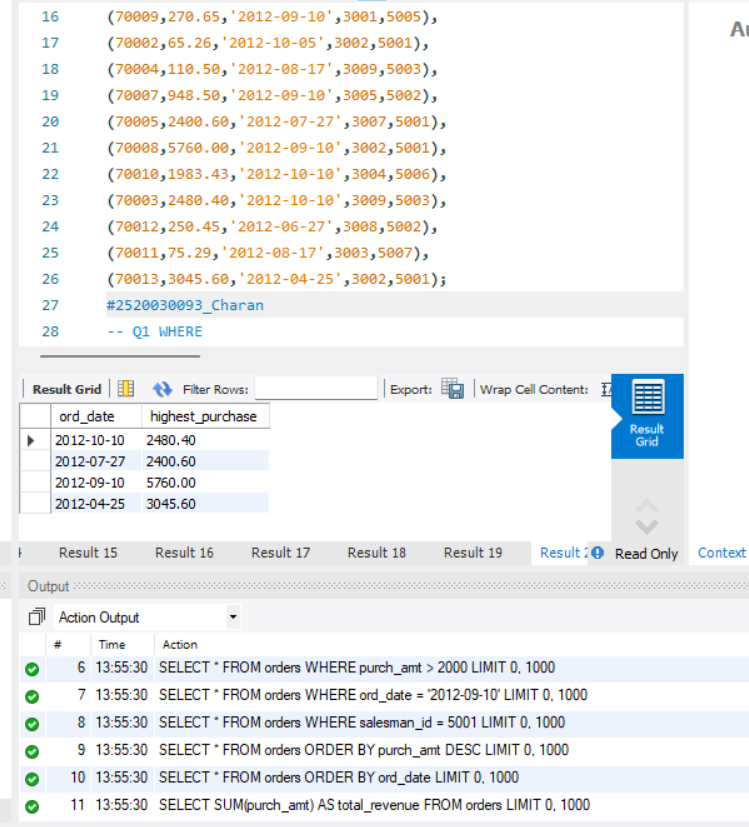 16 (70009,270.65,'2012-09-10',3001,5005),
17 (70002,65.26,'2012-10-05',3002,5001),
18 (70004,110.50,'2012-08-17',3009,5003),
19 (70007,948.50,'2012-09-10',3005,5002),
20 (70005,2400.60,'2012-07-27',3007,5001),
21 (70008,5760.00,'2012-09-10',3002,5001),
22 (70010,1983.43,'2012-10-10',3004,5006),
23 (70003,2480.40,'2012-10-10',3009,5003),
24 (70012,250.45,'2012-06-27',3008,5002),
25 (70011,75.29,'2012-08-17',3003,5007),
26 (70013,3045.60,'2012-04-25',3002,5001);
27 #2520030093_Charan
28 -- Q1 WHERE
Result Grid Filter Rows: Export: Wrap Cell Content:
ord_date highest_purchase
2012-10-10 2480.40
2012-07-27 2400.60
2012-09-10 5760.00
2012-04-25 3045.60
Result
Grid
Result 15 Result 16 Result 17 Result 18 Result 19 Result Read Only Context
Output
Action Output
# Time Action
6 13:55:30 SELECT * FROM orders WHERE purch_amt > 2000 LIMIT 0, 1000
7 13:55:30 SELECT * FROM orders WHERE ord_date = '2012-09-10' LIMIT 0, 1000
8 13:55:30 SELECT * FROM orders WHERE salesman_id = 5001 LIMIT 0, 1000
9 13:55:30 SELECT * FROM orders ORDER BY purch_amt DESC LIMIT 0, 1000
10 13:55:30 SELECT * FROM orders ORDER BY ord_date LIMIT 0, 1000
11 13:55:30 SELECT SUM(purch_amt) AS total_revenue FROM orders LIMIT 0, 1000